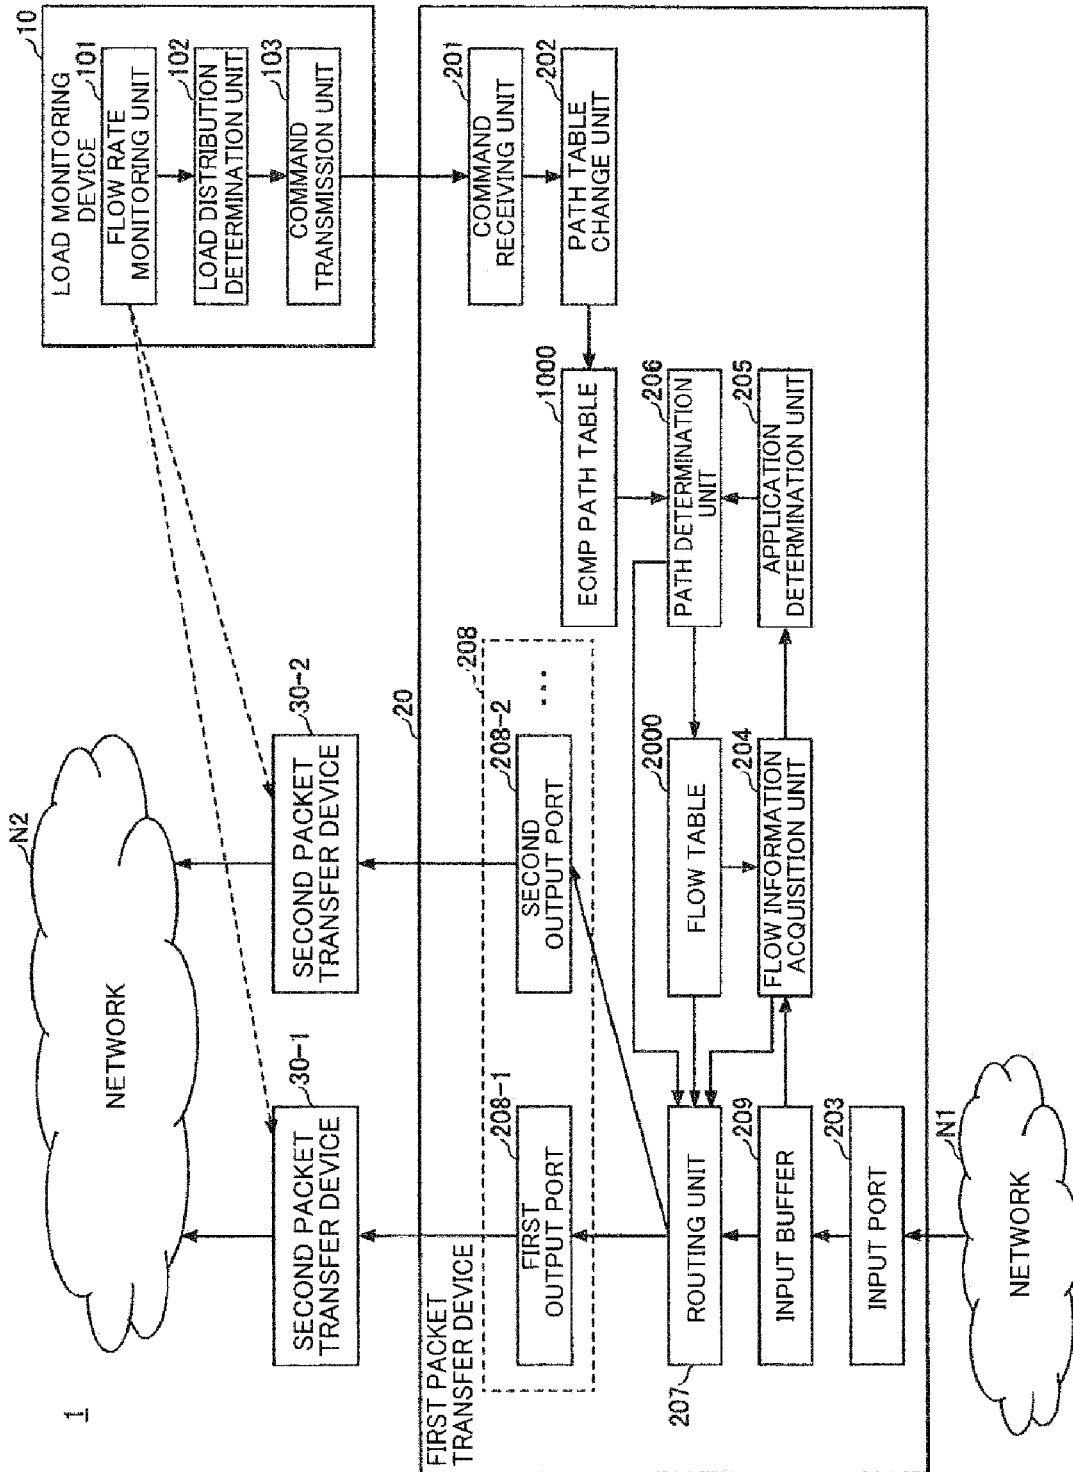 1
NETWORK
N2
SECOND PACKET
TRANSFER DEVICE
30-1
SECOND PACKET
TRANSFER DEVICE
30-2
10
LOAD MONITORING
DEVICE
FLOW RATE
MONITORING UNIT
101
LOAD DISTRIBUTION
DETERMINATION UNIT
102
COMMAND
TRANSMISSION UNIT
103
FIRST PACKET
TRANSFER DEVICE
20
FIRST
OUTPUT PORT
208-1
SECOND
OUTPUT PORT
208-2
...
208
COMMAND
RECEIVING UNIT
201
PATH TABLE
CHANGE UNIT
202
ECMP PATH TABLE
1000
ROUTING UNIT
207
FLOW TABLE
2000
PATH DETERMINATION
UNIT
206
INPUT BUFFER
209
FLOW INFORMATION
ACQUISITION UNIT
204
APPLICATION
DETERMINATION UNIT
205
INPUT PORT
203
NETWORK
N1